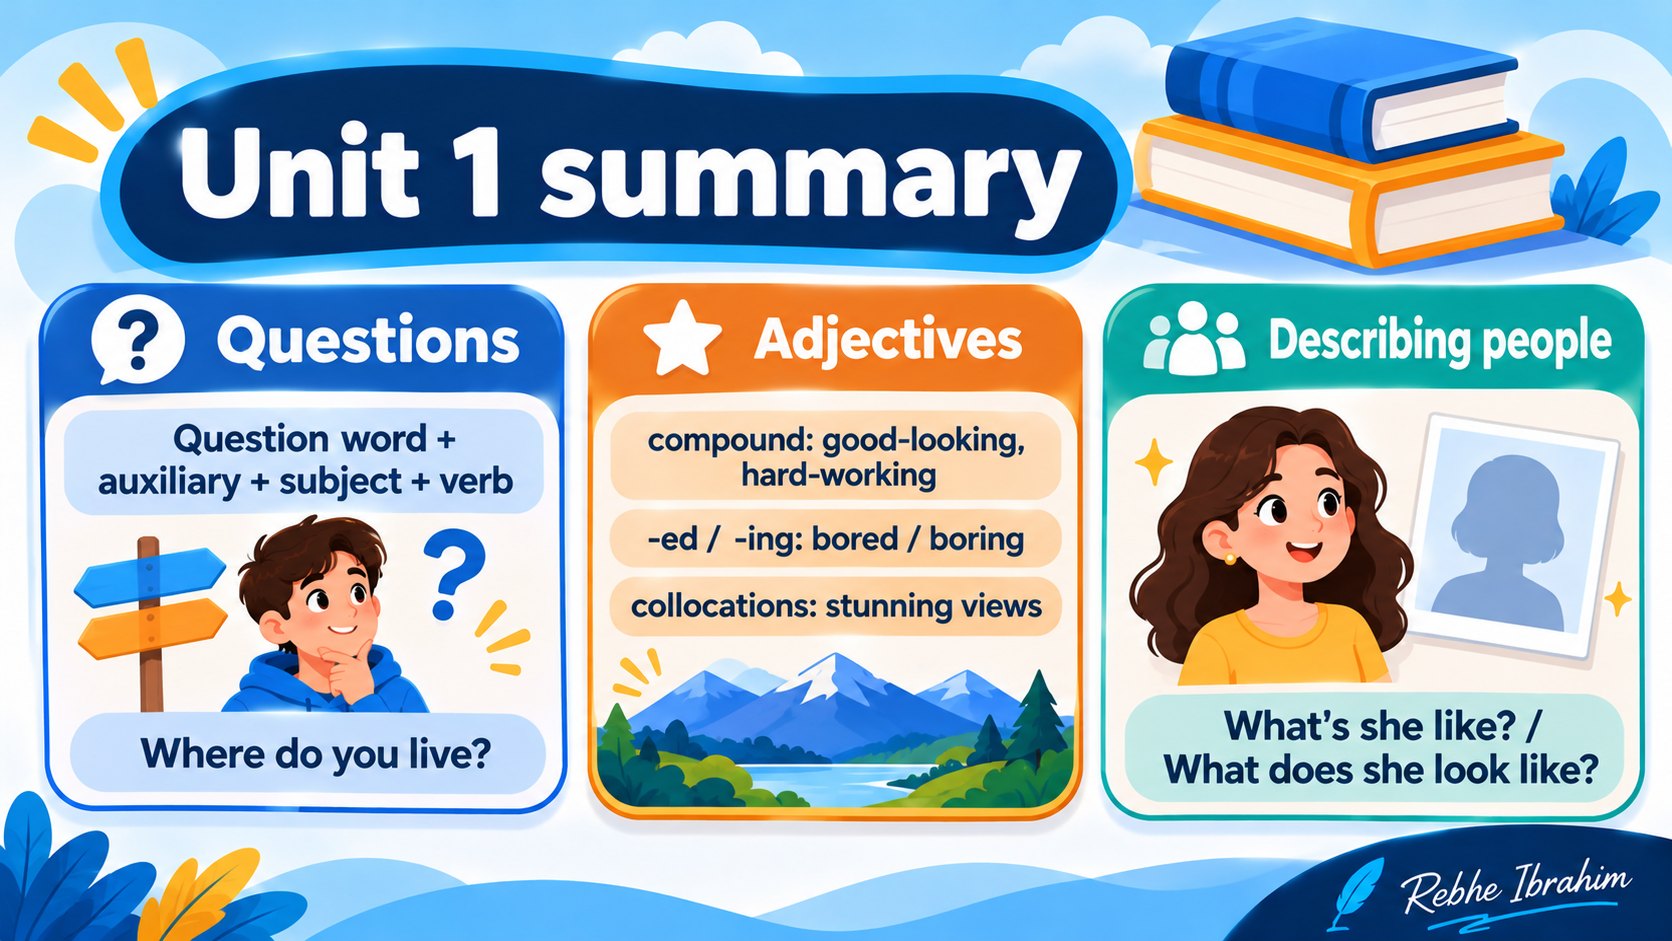 Unit 1 summary
Questions
Question word +
auxiliary + subject + verb
Where do you live?
Adjectives
compound: good-looking,
hard-working
-ed / -ing: bored / boring
collocations: stunning views
Describing people
What's she like? /
What does she look like?
Rebhe Ibrahim